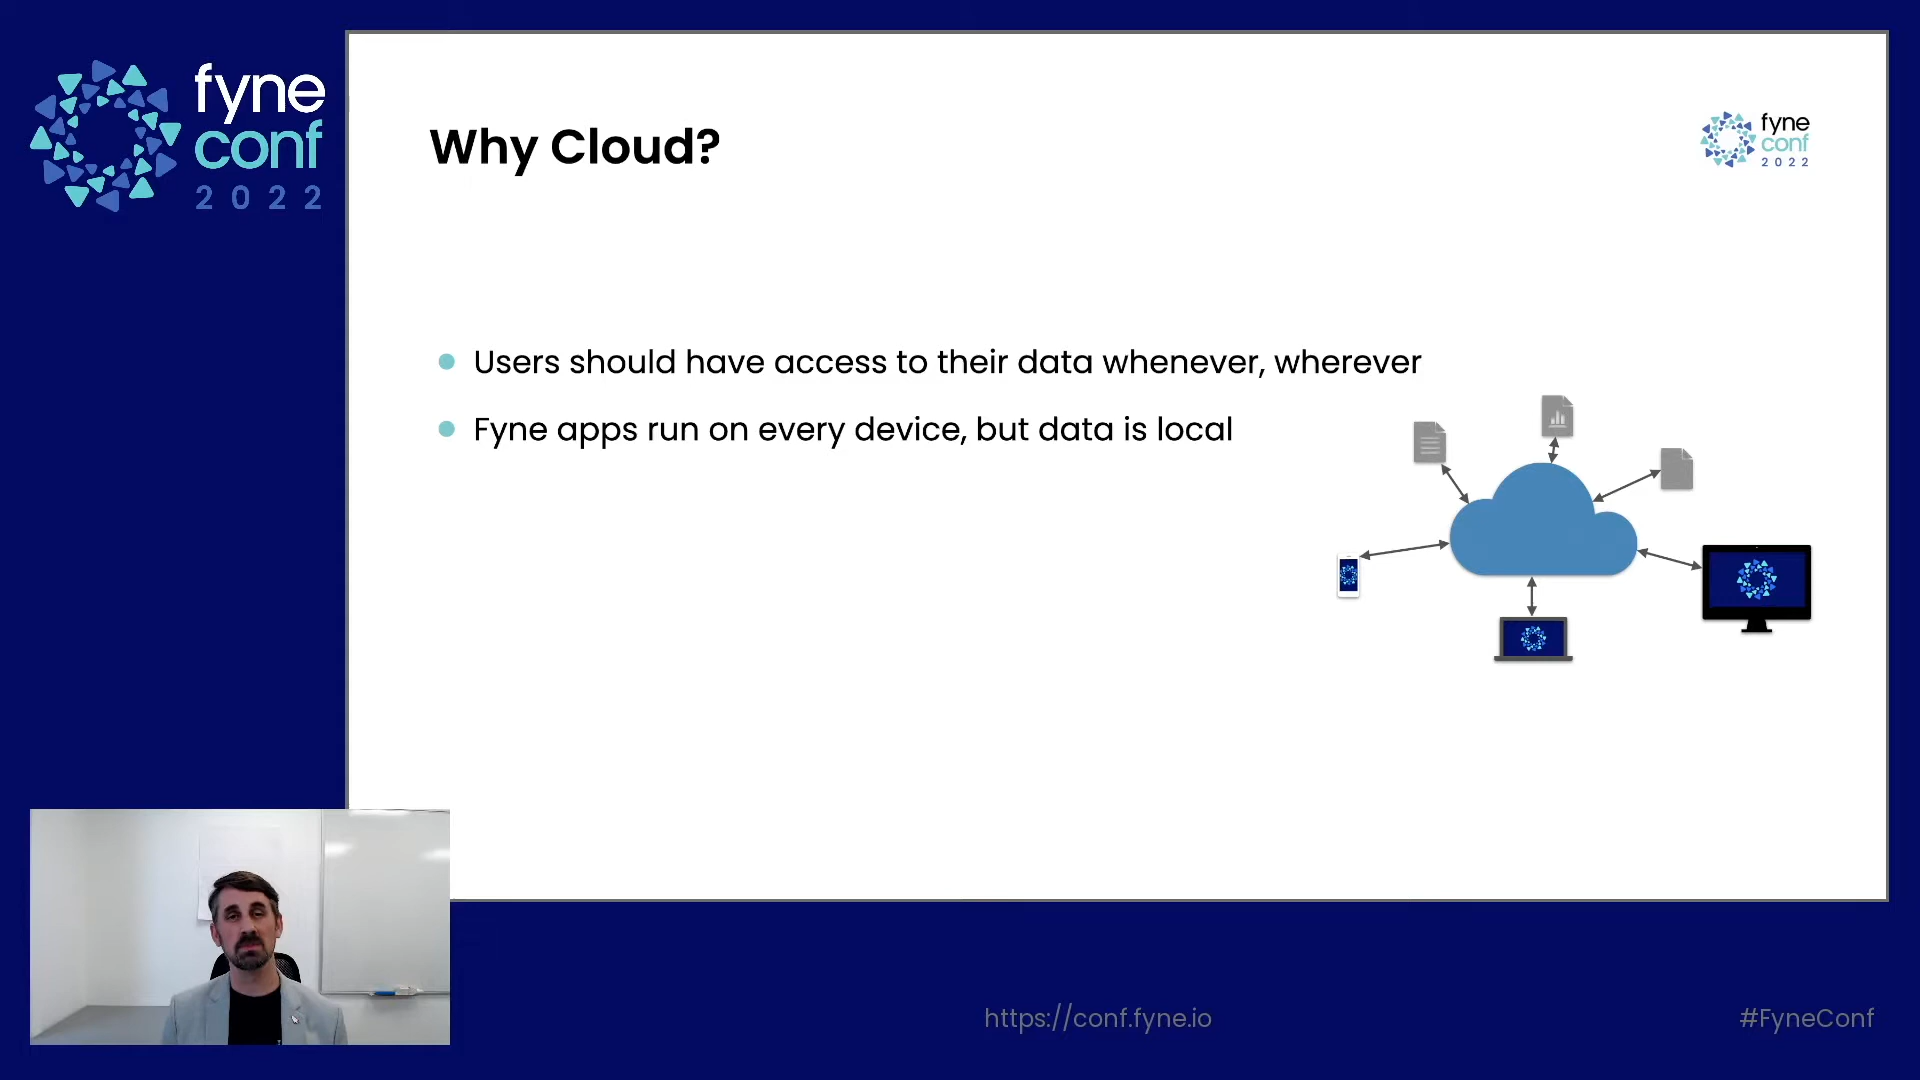 fyne
conf
2022
Why Cloud?
fyne
conf
2022
Users should have access to their data whenever, wherever
Fyne apps run on every device, but data is local
https://conf.fyne.io
#FyneConf